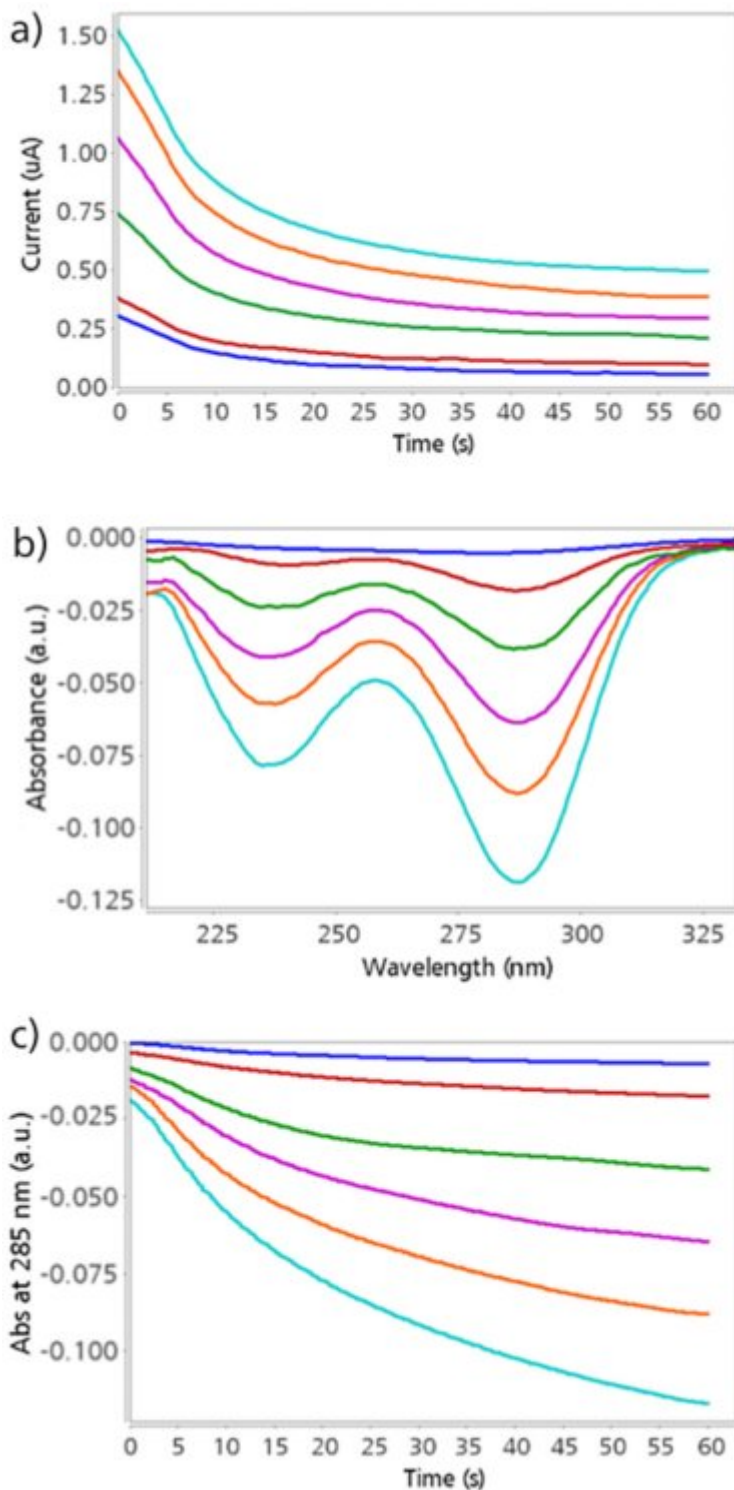 a)
1.50
1.25
1.00
0.75
0.50
0.25
0.00
Current (uA)
0 5 10 15 20 25 30 35 40 45 50 55 60
Time (s)
b)
0.000
-0.025
-0.050
-0.075
-0.100
-0.125
Absorbance (a.u.)
225 250 275 300 325
Wavelength (nm)
c)
0.000
-0.025
-0.050
-0.075
-0.100
Abs at 285 nm (a.u.)
0 5 10 15 20 25 30 35 40 45 50 55 60
Time (s)